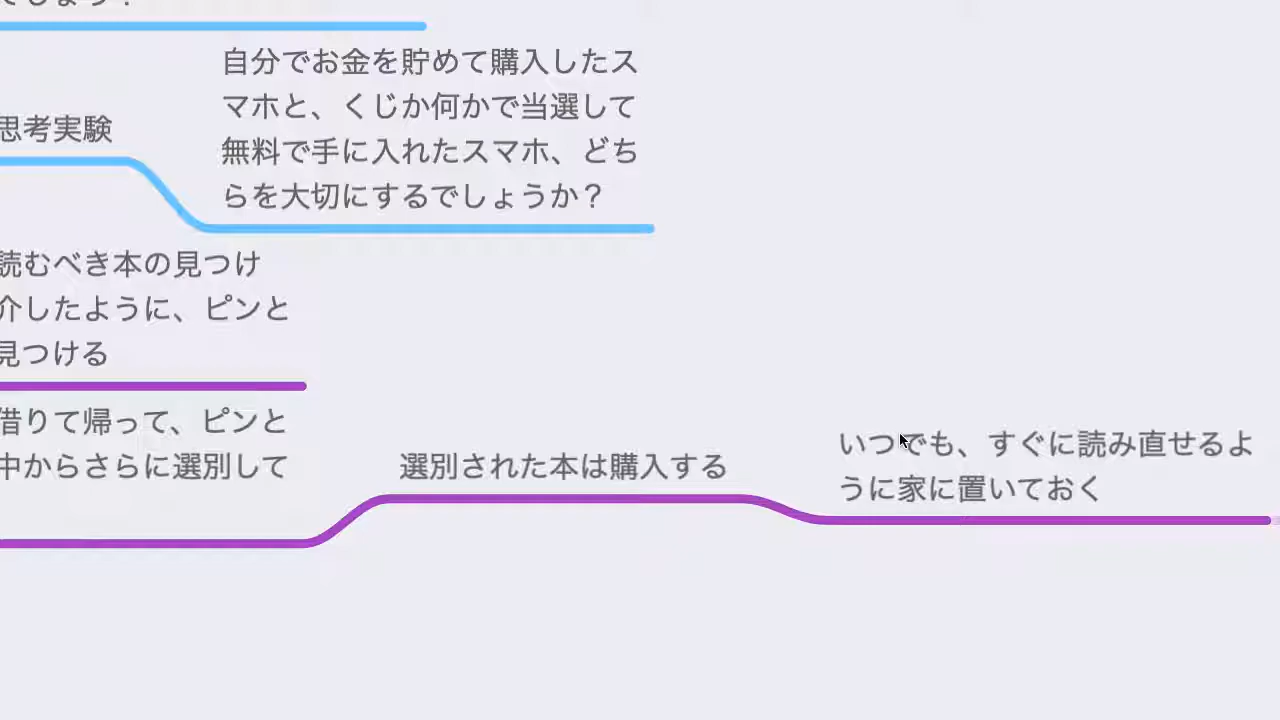 自分でお金を貯めて購入したス
マホと、くじか何かで当選して
無料で手に入れたスマホ、どち
らを大切にするでしょうか？
思考実験
読むべき本の見つけ
介したように、ピンと
見つける
借りて帰って、ピンと
中からさらに選別して
選別された本は購入する
いつでも、すぐに読み直せるよ
うに家に置いておく